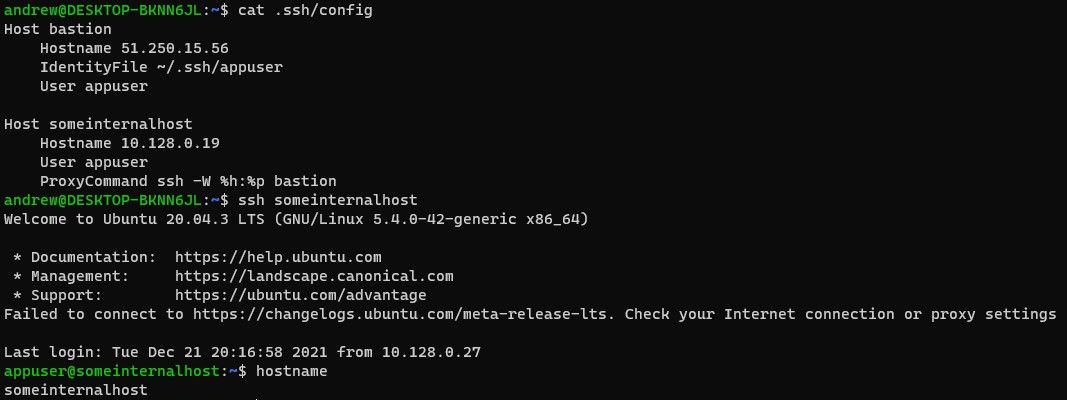 andrew@DESKTOP-BKNN6JL:~$ cat .ssh/config
Host bastion
    Hostname 51.250.15.56
    IdentityFile ~/.ssh/appuser
    User appuser

Host someinternalhost
    Hostname 10.128.0.19
    User appuser
    ProxyCommand ssh -W %h:%p bastion
andrew@DESKTOP-BKNN6JL:~$ ssh someinternalhost
Welcome to Ubuntu 20.04.3 LTS (GNU/Linux 5.4.0-42-generic x86_64)

 * Documentation:  https://help.ubuntu.com
 * Management:     https://landscape.canonical.com
 * Support:        https://ubuntu.com/advantage
Failed to connect to https://changelogs.ubuntu.com/meta-release-lts. Check your Internet connection or proxy settings

Last login: Tue Dec 21 20:16:58 2021 from 10.128.0.27
appuser@someinternalhost:~$ hostname
someinternalhost